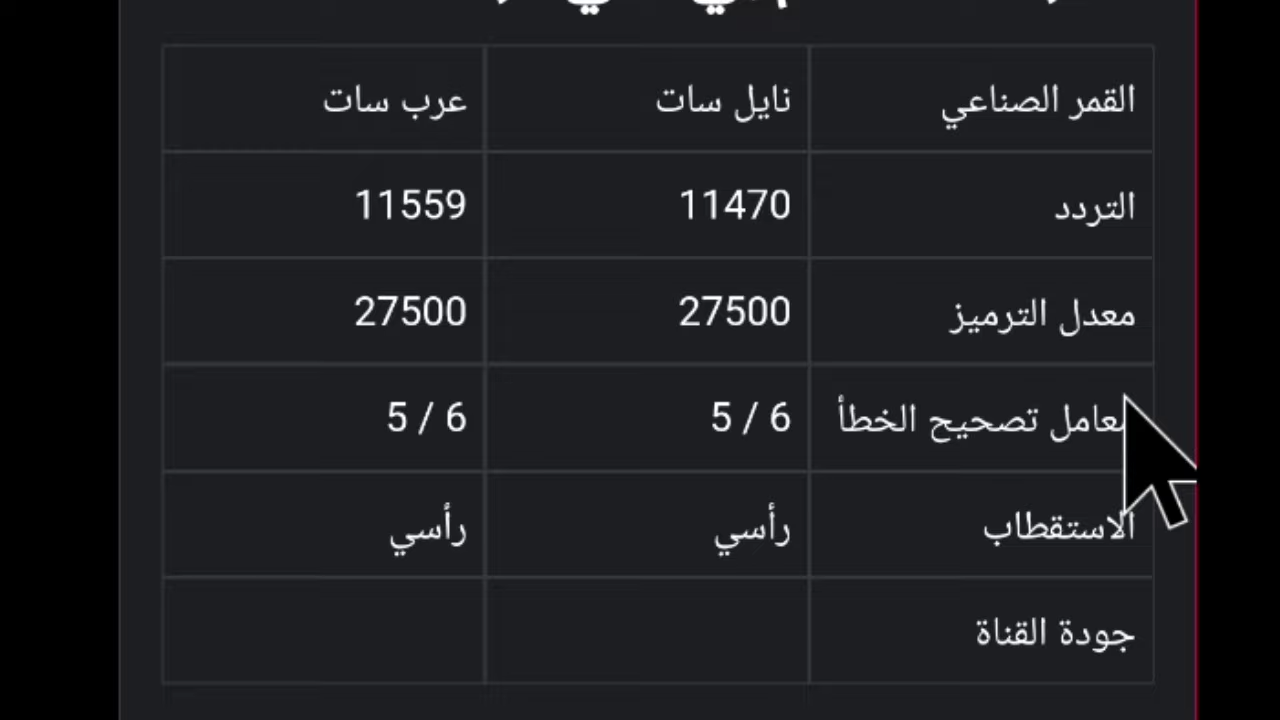 القمر الصناعي نايل سات عرب سات
التردد 11470 11559
معدل الترميز 27500 27500
تصحيح الخطأ 5 / 6 5 / 6
الاستقطاب رأسي رأسي
جودة القناة